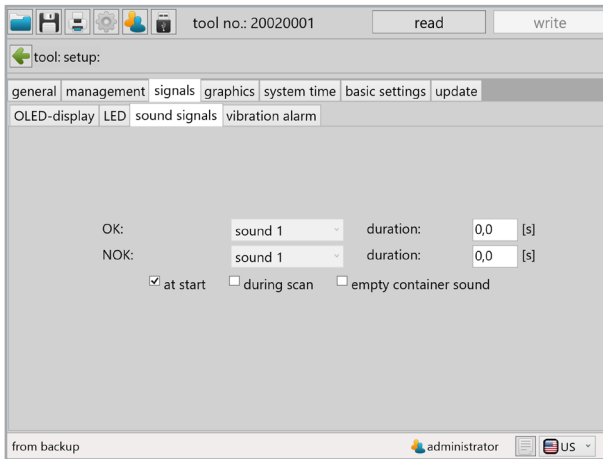 tool no.: 20020001 read write
tool: setup:
general management signals graphics system time basic settings update
OLED-display LED sound signals vibration alarm
OK: sound 1 duration: 0,0 [s]
NOK: sound 1 duration: 0,0 [s]
at start during scan empty container sound
from backup administrator US